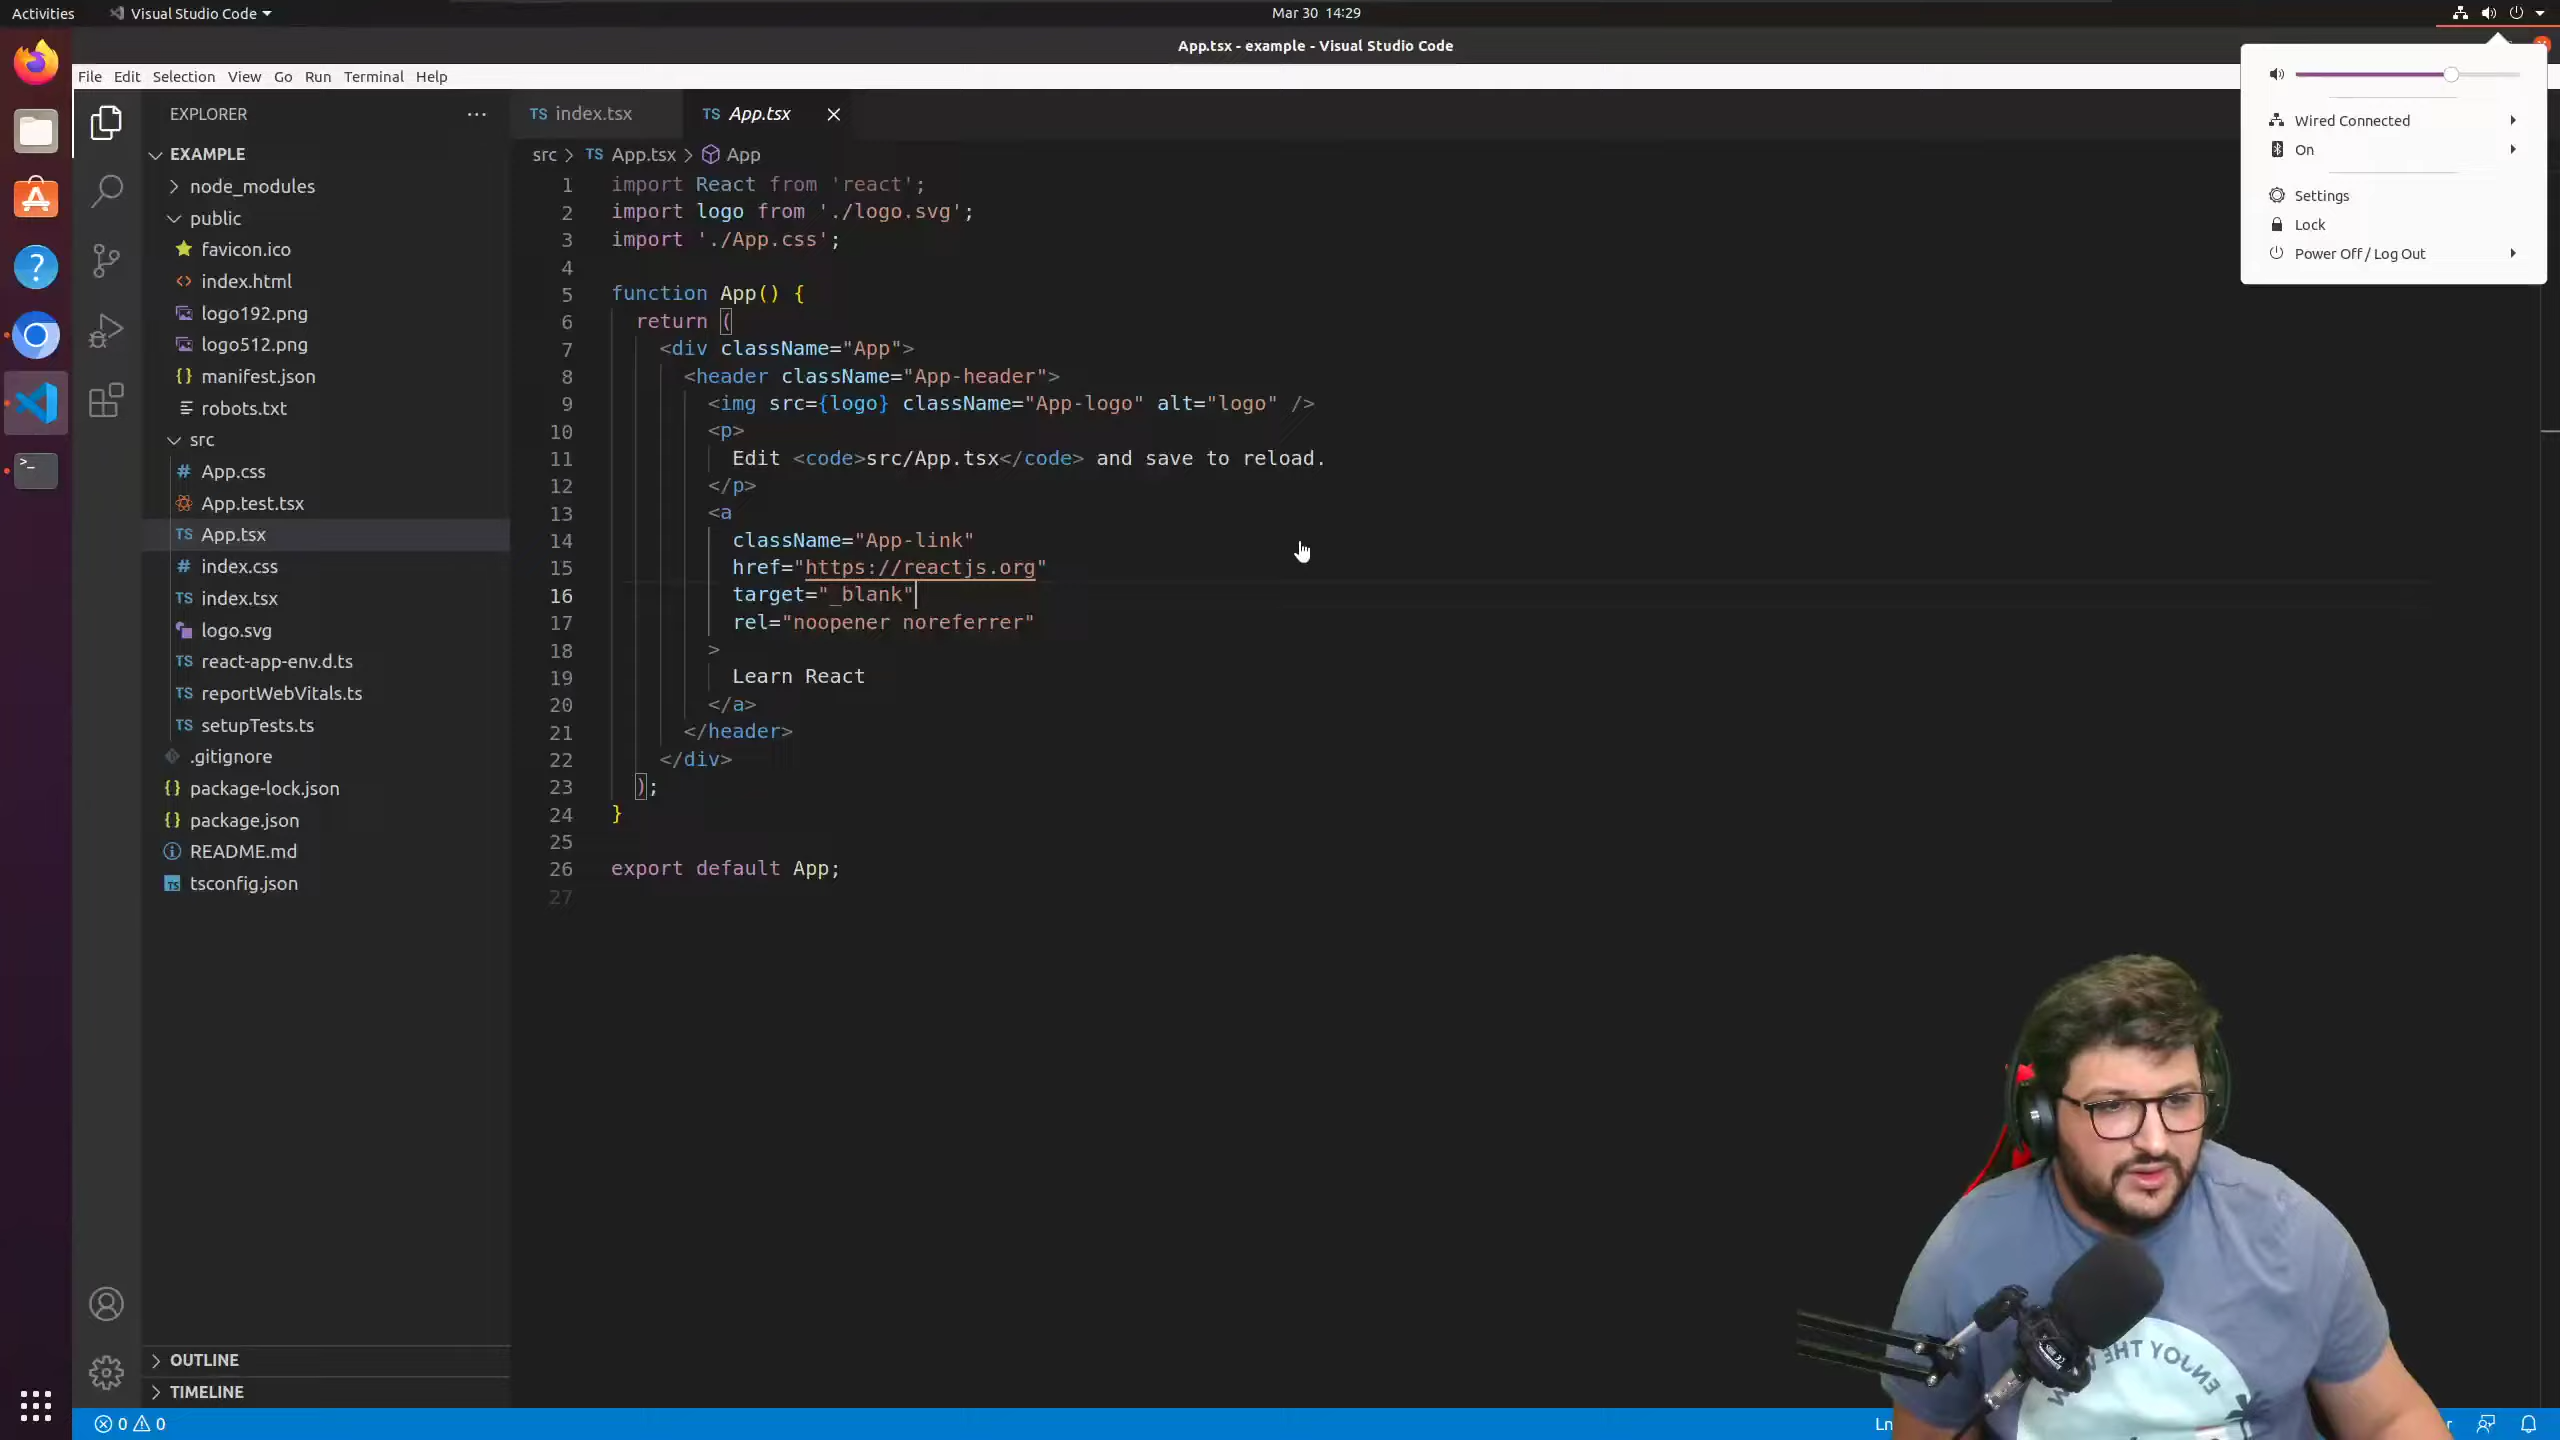 Activities
Visual Studio Code
Mar 30 14:29
App.tsx - example - Visual Studio Code
File Edit Selection View Go Run Terminal Help
Wired Connected
On
Settings
Lock
Power Off / Log Out
EXPLORER
EXAMPLE
node_modules
public
favicon.ico
index.html
logo192.png
logo512.png
manifest.json
robots.txt
src
App.css
App.test.tsx
App.tsx
index.css
index.tsx
logo.svg
react-app-env.d.ts
reportWebVitals.ts
setupTests.ts
.gitignore
package-lock.json
package.json
README.md
tsconfig.json
OUTLINE
TIMELINE
TS index.tsx
TS App.tsx
src > TS App.tsx > App
1 import React from 'react';
2 import logo from './logo.svg';
3 import './App.css';
4
5 function App() {
6 return (
7 <div className="App">
8 <header className="App-header">
9 <img src={logo} className="App-logo" alt="logo" />
10 <p>
11 Edit <code>src/App.tsx</code> and save to reload.
12 </p>
13 <a
14 className="App-link"
15 href="https://reactjs.org"
16 target="_blank"
17 rel="noopener noreferrer"
18 >
19 Learn React
20 </a>
21 </header>
22 </div>
23 );
24 }
25
26 export default App;
27
0 0
Ln
ENJOY THE